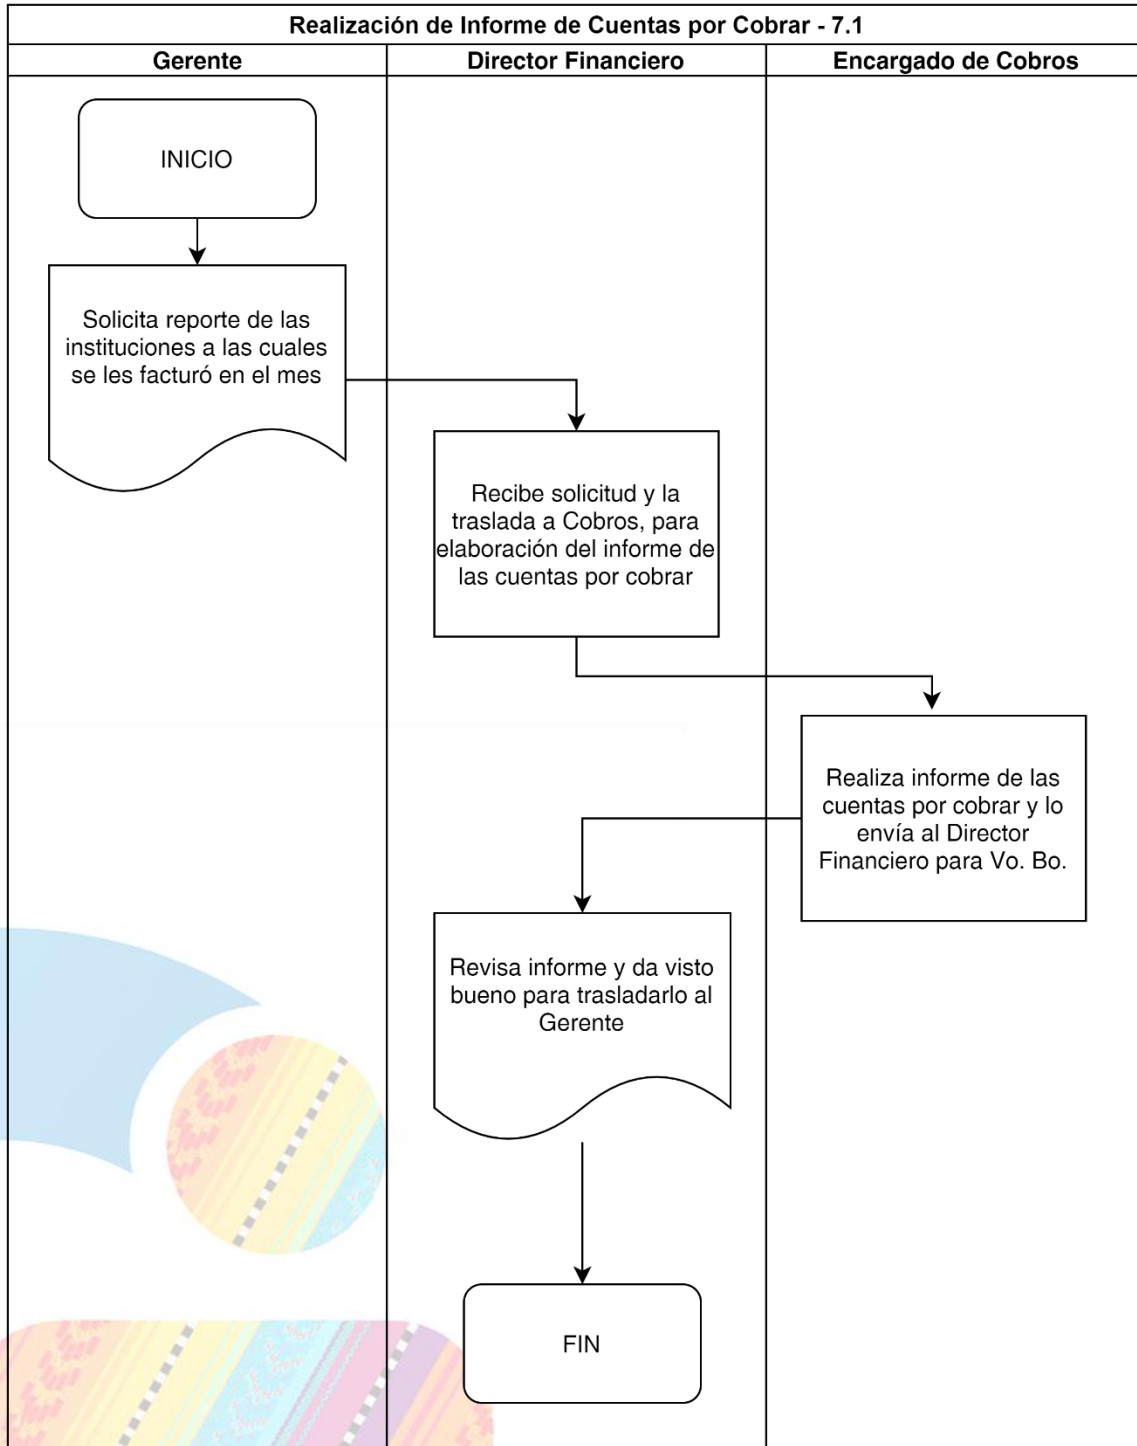 Realización de Informe de Cuentas por Cobrar - 7.1
Gerente
Director Financiero
Encargado de Cobros
INICIO
Solicita reporte de las
instituciones a las cuales
se les facturó en el mes
Recibe solicitud y la
traslada a Cobros, para
elaboración del informe de
las cuentas por cobrar
Realiza informe de las
cuentas por cobrar y lo
envía al Director
Financiero para Vo. Bo.
Revisa informe y da visto
bueno para trasladarlo al
Gerente
FIN